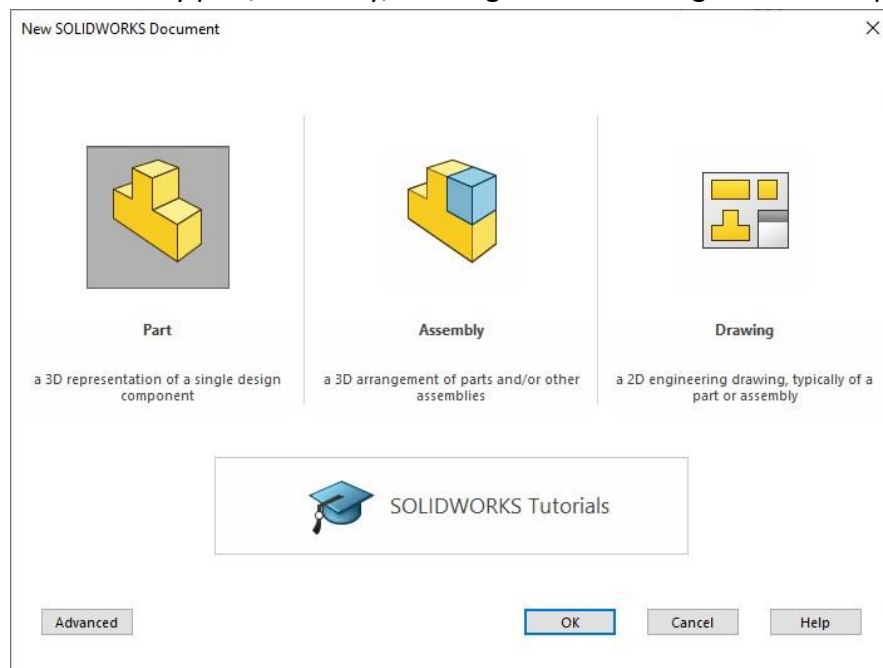 New SOLIDWORKS Document
Part
a 3D representation of a single design
component
Assembly
a 3D arrangement of parts and/or other
assemblies
Drawing
a 2D engineering drawing, typically of a
part or assembly
SOLIDWORKS Tutorials
Advanced
OK
Cancel
Help